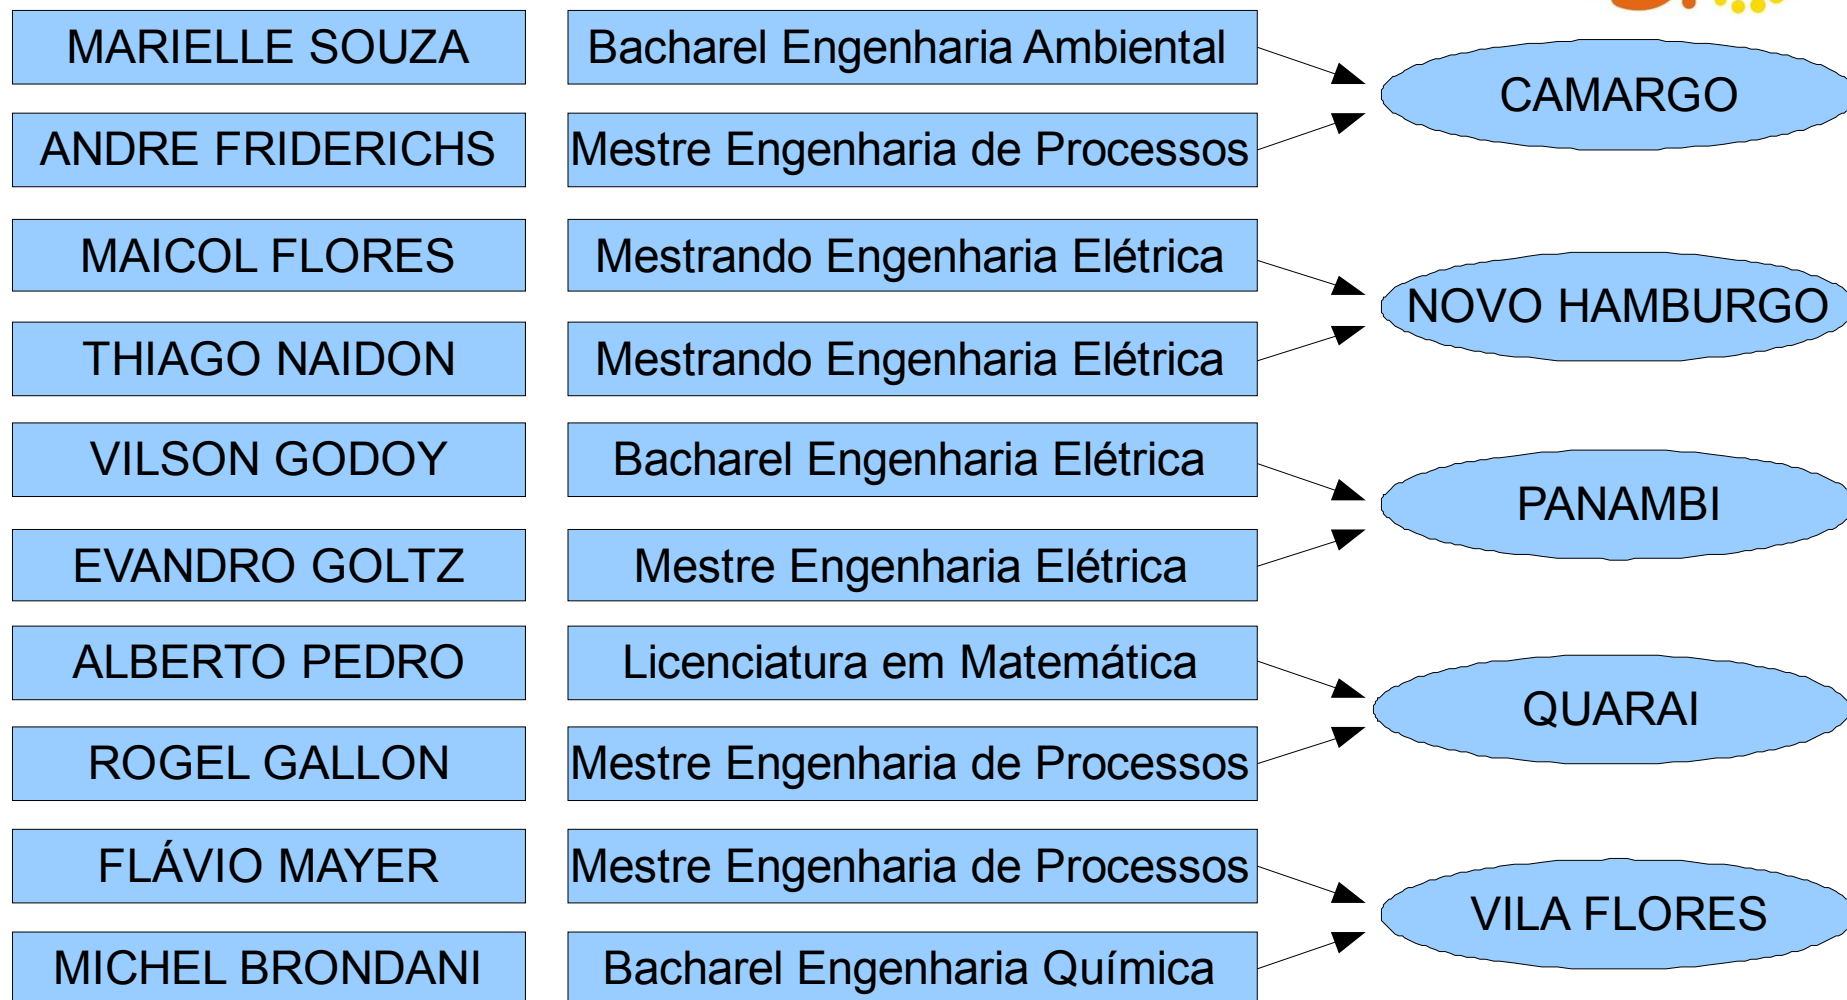 MARIELLE SOUZA
Bacharel Engenharia Ambiental
CAMARGO
ANDRE FRIDERICHS
Mestre Engenharia de Processos
MAICOL FLORES
Mestrando Engenharia Elétrica
NOVO HAMBURGO
THIAGO NAIDON
Mestrando Engenharia Elétrica
VILSON GODOY
Bacharel Engenharia Elétrica
PANAMBI
EVANDRO GOLTZ
Mestre Engenharia Elétrica
ALBERTO PEDRO
Licenciatura em Matemática
QUARAI
ROGEL GALLON
Mestre Engenharia de Processos
FLÁVIO MAYER
Mestre Engenharia de Processos
VILA FLORES
MICHEL BRONDANI
Bacharel Engenharia Química